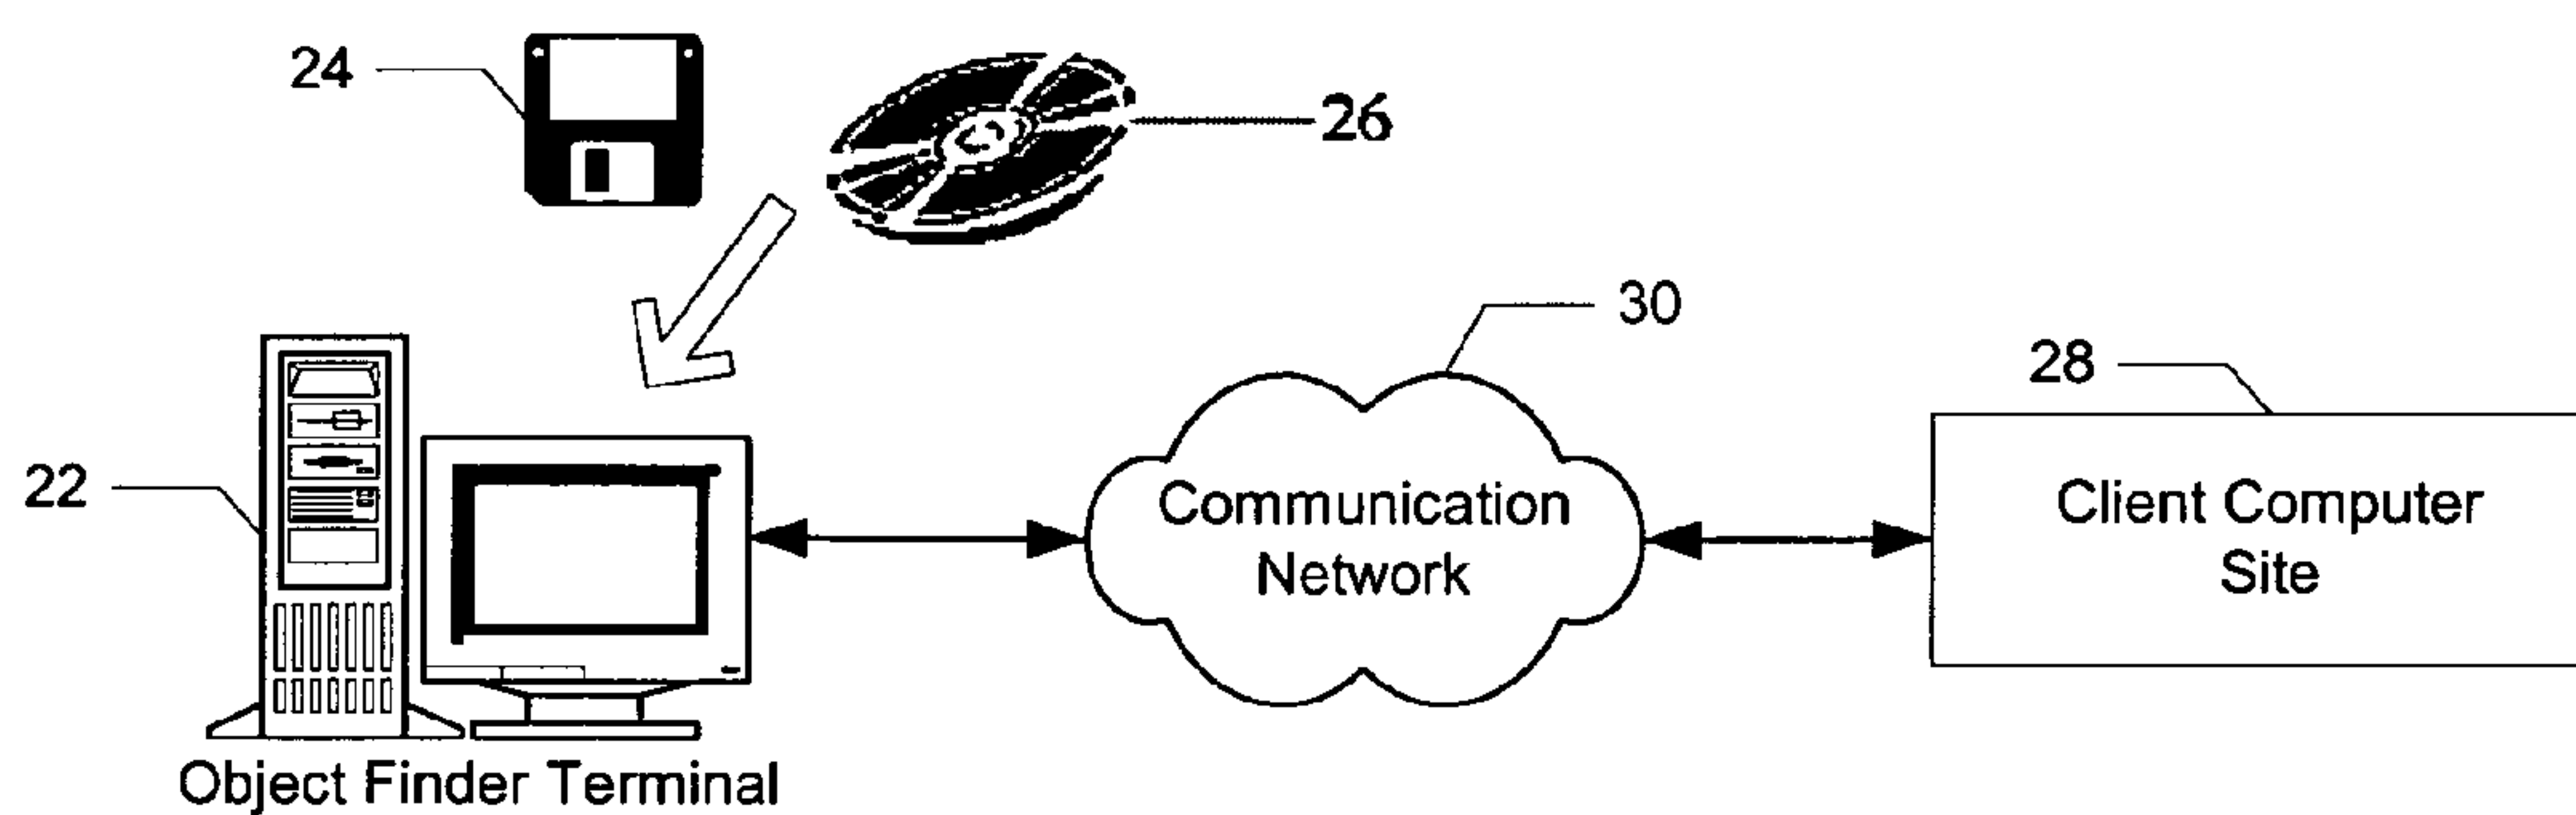 24
26
30
28
22
Communication
Network
Client Computer
Site
Object Finder Terminal